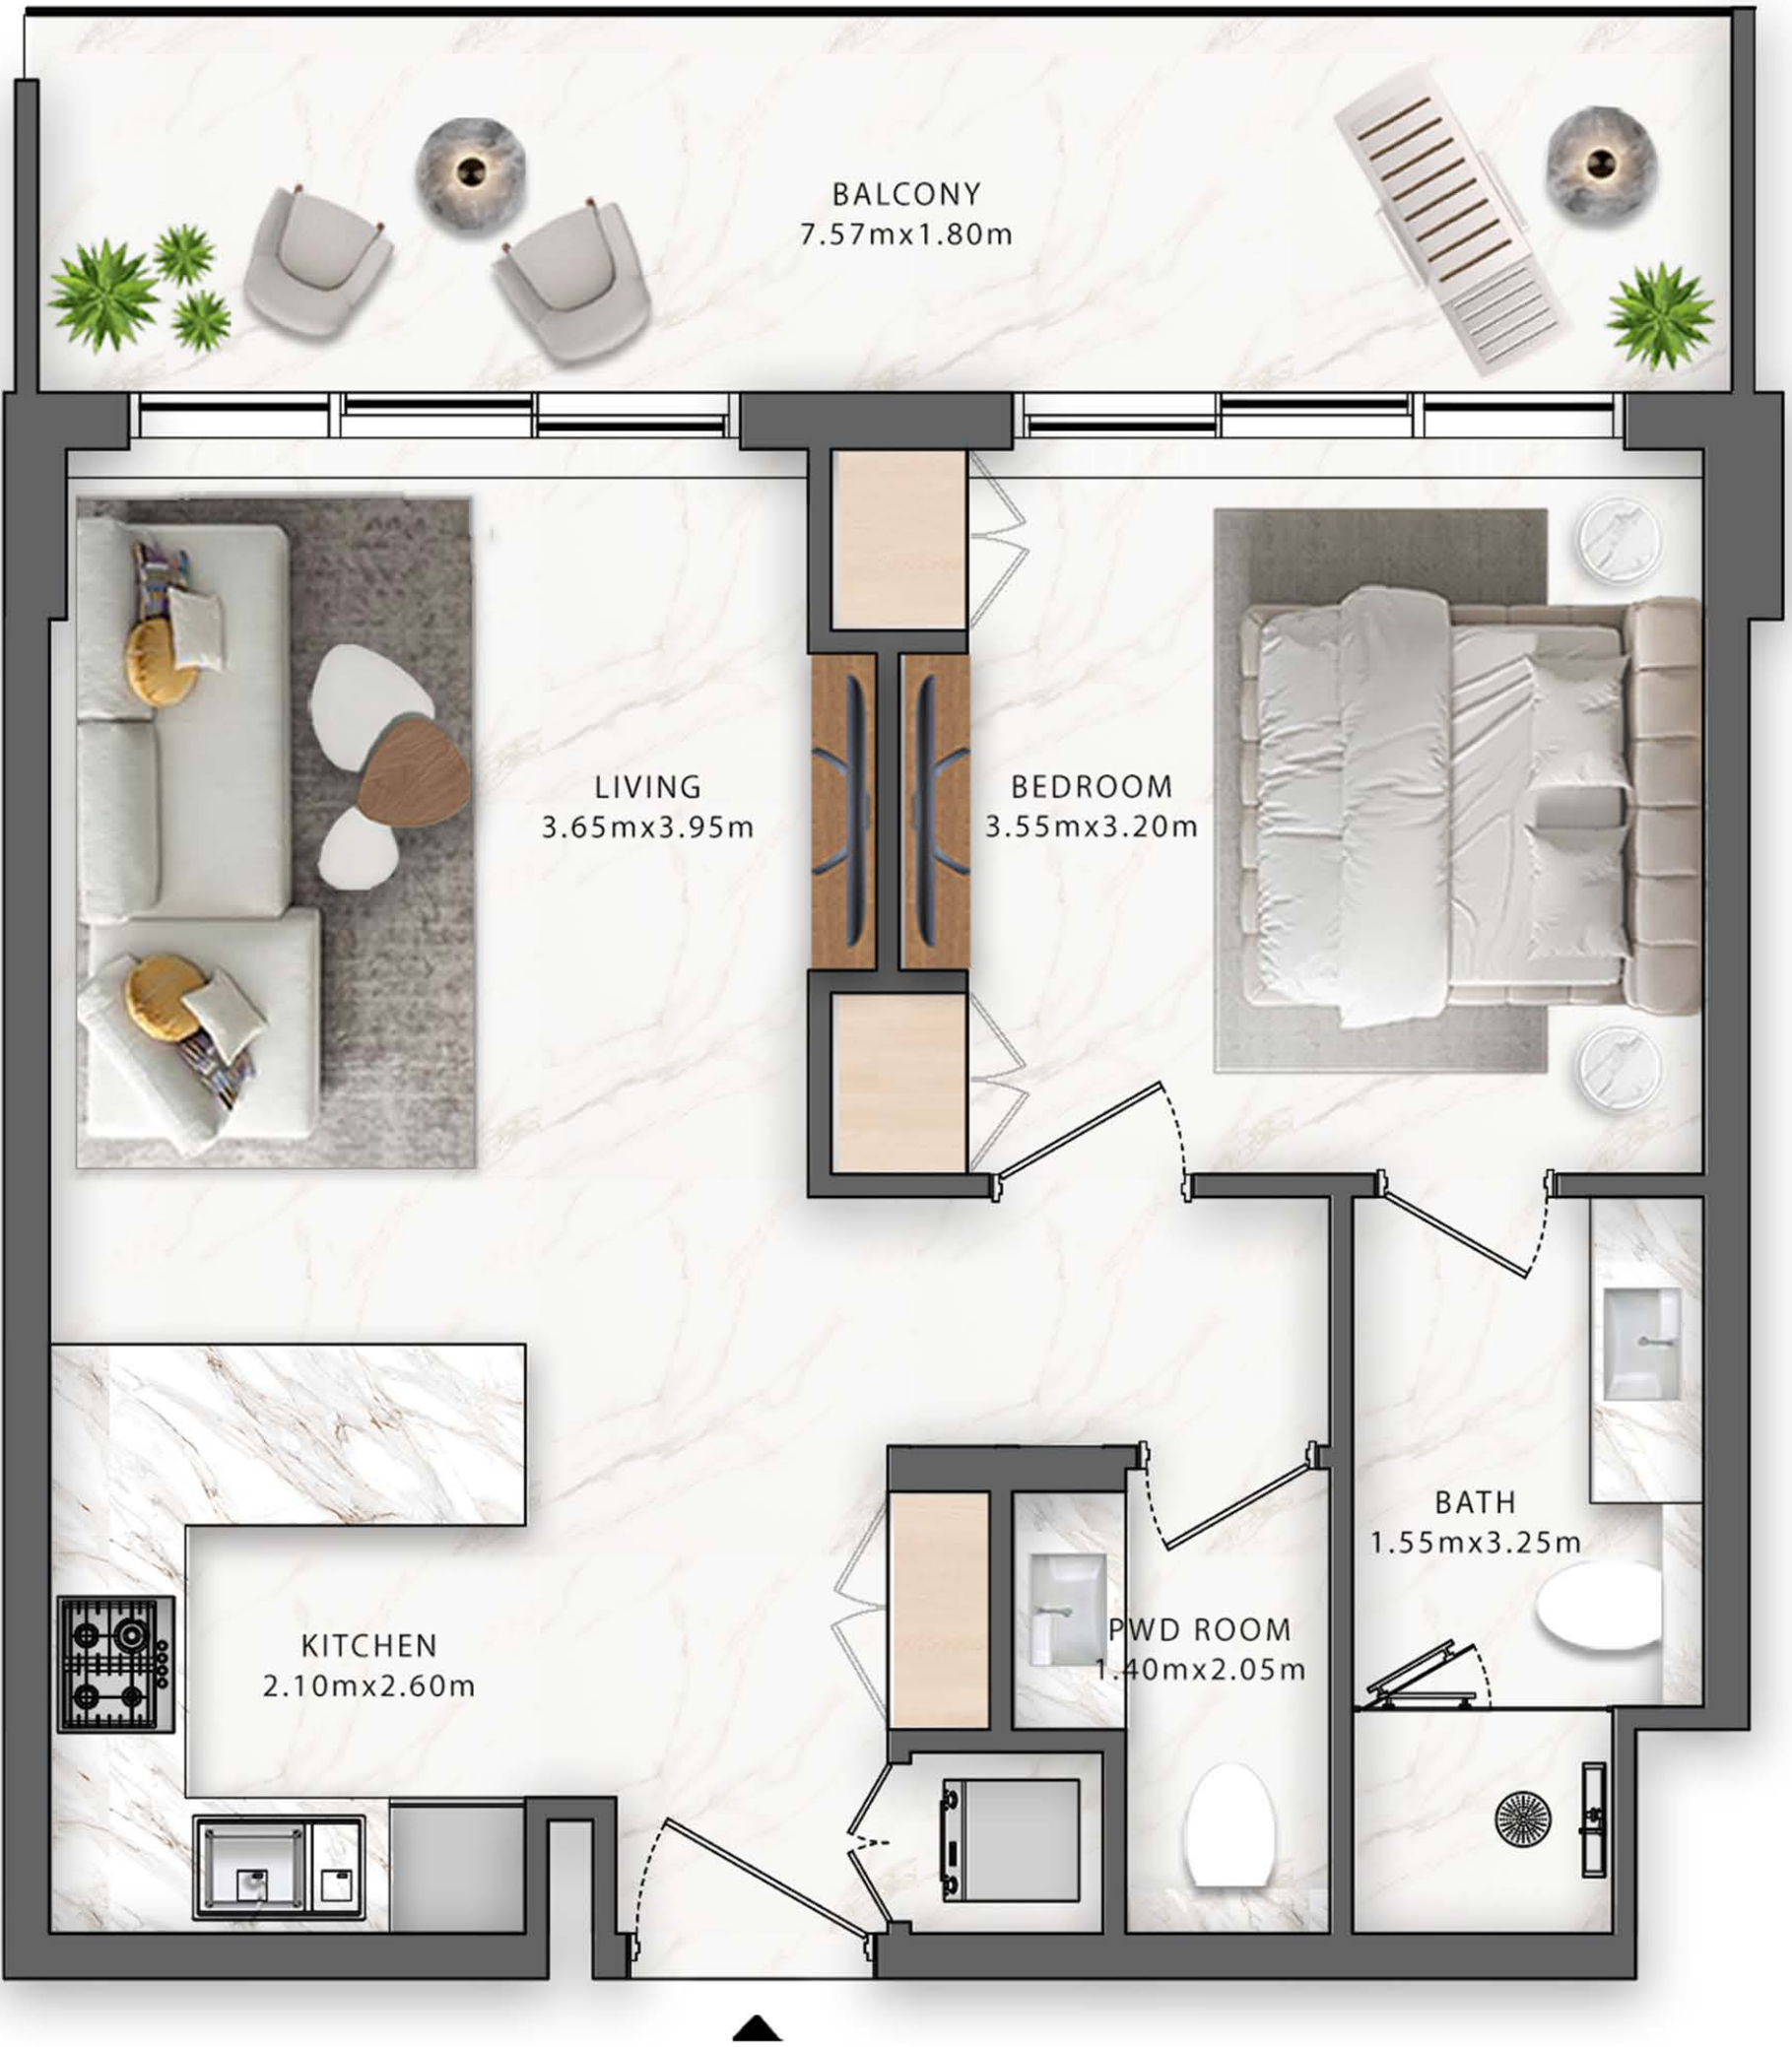 BALCONY
7.57mx1.80m
LIVING
3.65mx3.95m
BEDROOM
3.55mx3.20m
BATH
1.55mx3.25m
PWD ROOM
1.40mx2.05m
KITCHEN
2.10mx2.60m